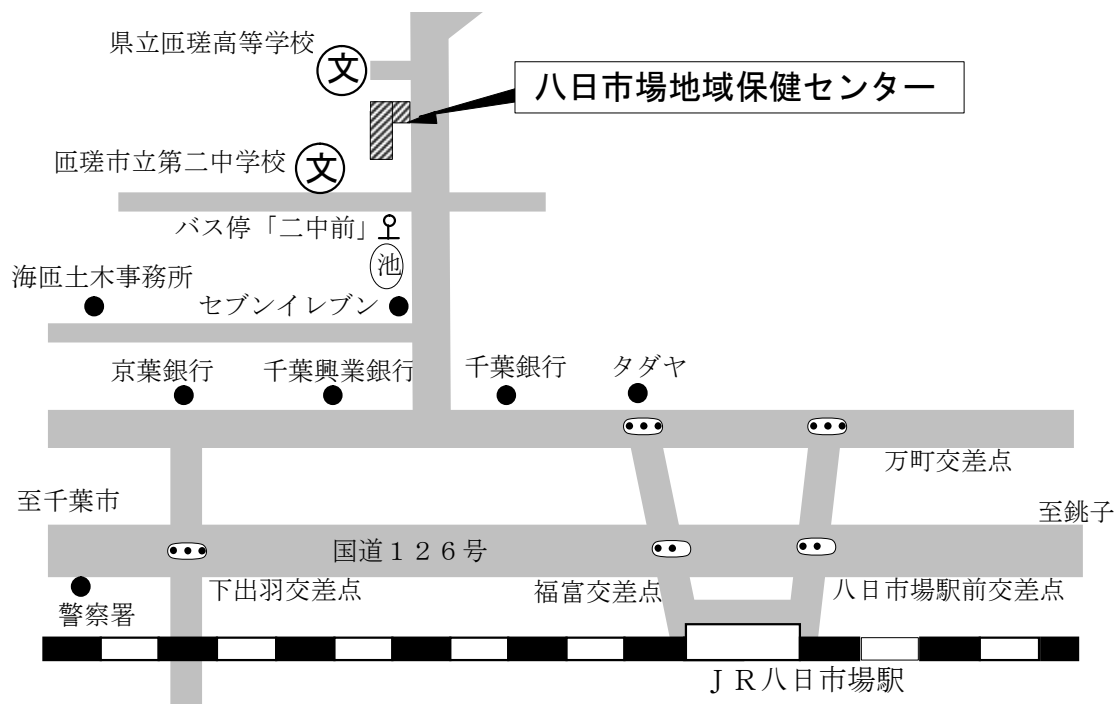 県立匝瑳高等学校
文
八日市場地域保健センター
匝瑳市立第二中学校
文
バス停「二中前」
池
海匝土木事務所
セブンイレブン
京葉銀行
千葉興業銀行
千葉銀行
タダヤ
万町交差点
至千葉市
至銚子
国道１２６号
下出羽交差点
福富交差点
八日市場駅前交差点
警察署
ＪＲ八日市場駅